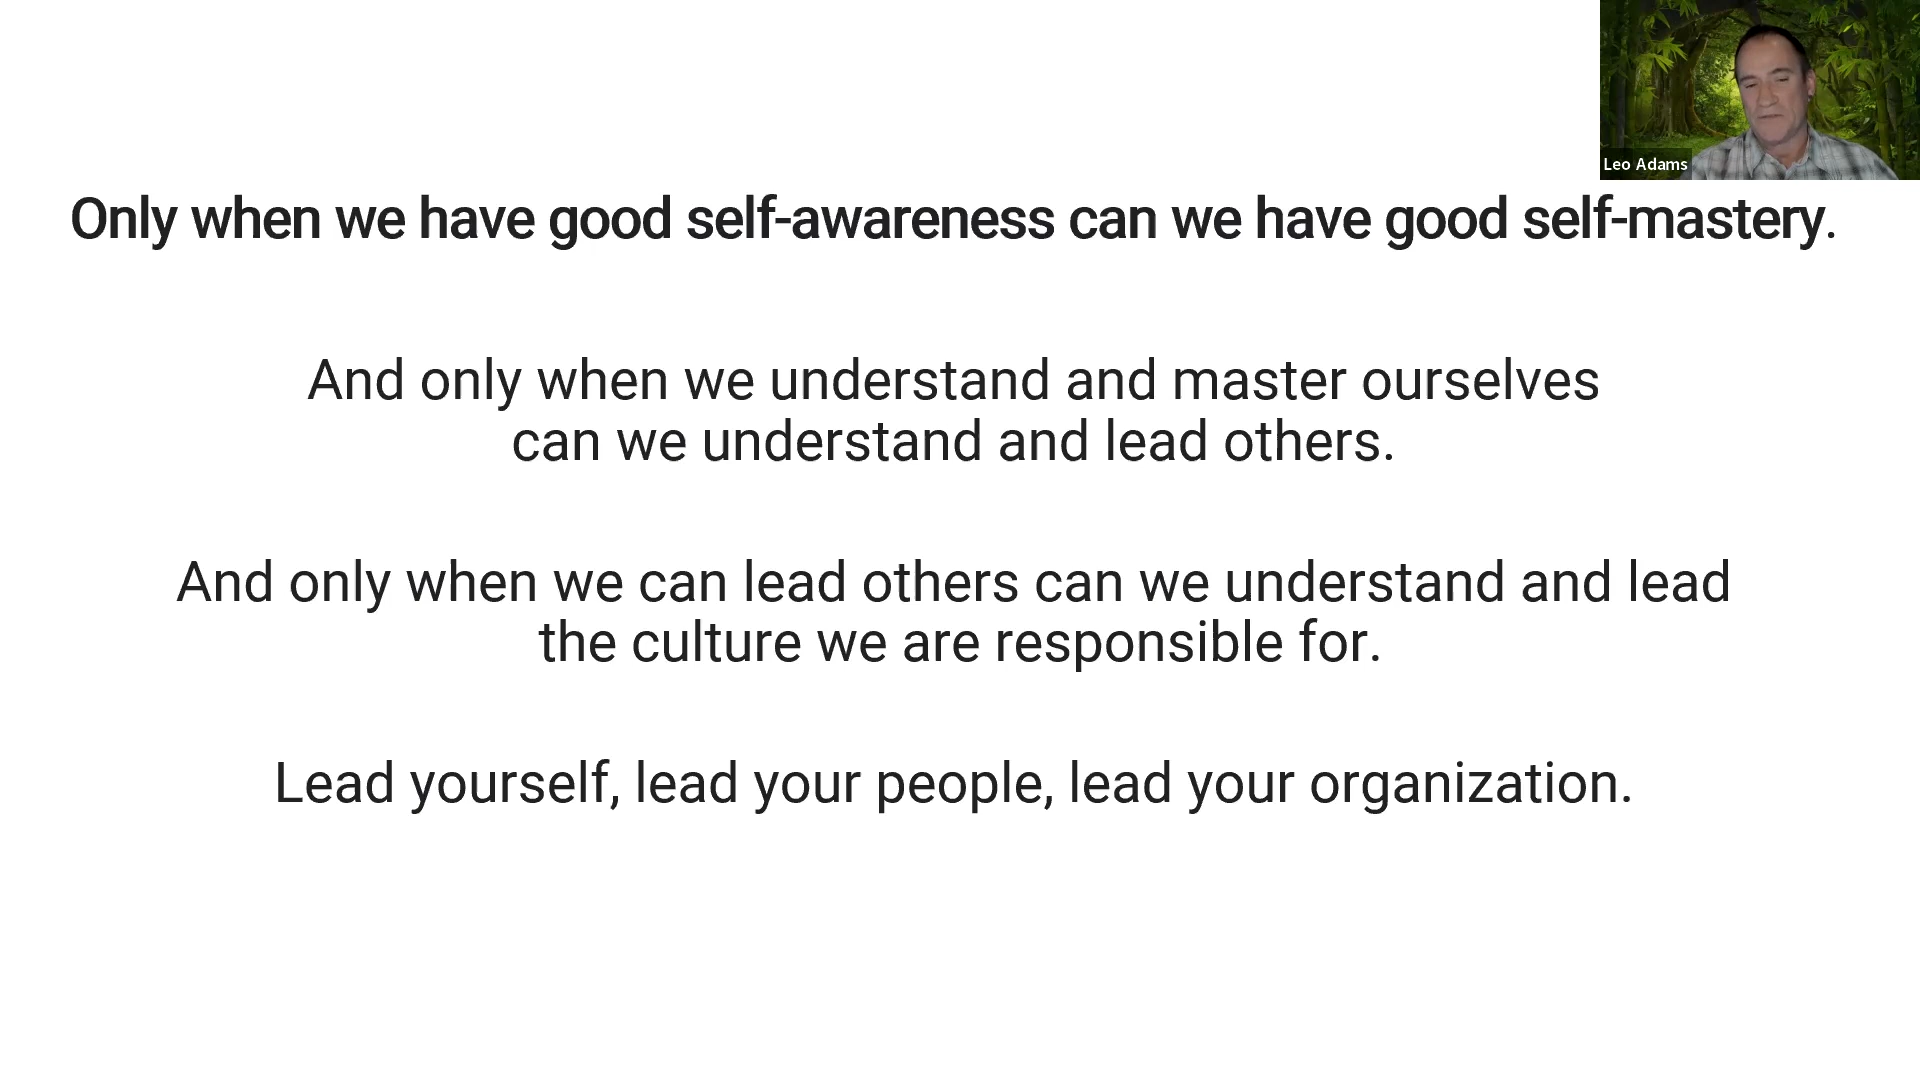 Leo Adams
Only when we have good self-awareness can we have good self-mastery.
And only when we understand and master ourselves
can we understand and lead others.
And only when we can lead others can we understand and lead
the culture we are responsible for.
Lead yourself, lead your people, lead your organization.